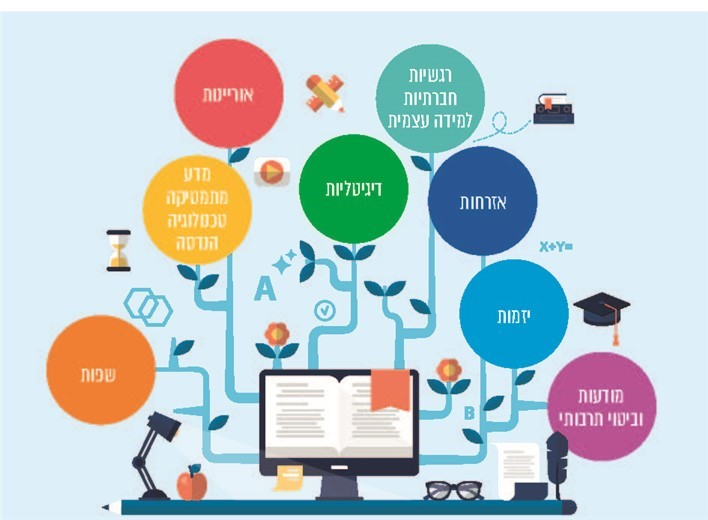 רגשיות
חברתיות
למידה עצמית
אוריינות
דיגיטליות
אזרחות
מדע
מתמטיקה
טכנולוגיה
הנדסה
X+Y=
A
יזמות
שפות
B
מודעות
וביטוי תרבותי